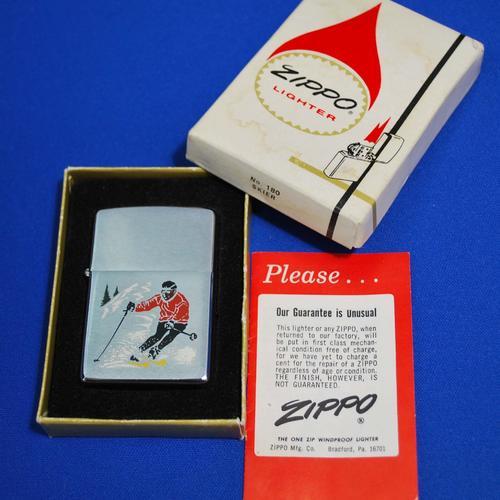 ZIPPO
LIGHTER
No. 180
SKIER
Please...
Our Guarantee is Unusual
This lighter or any ZIPPO, when
returned to our factory, will
be put in first class mechan-
ical condition free of charge,
for we have yet to charge a
cent for the repair of a ZIPPO
regardless of age or condition.
THE FINISH, HOWEVER, IS
NOT GUARANTEED.
ZIPPO®
THE ONE ZIP WINDPROOF LIGHTER
ZIPPO Mfg. Co. Bradford, Pa. 16701